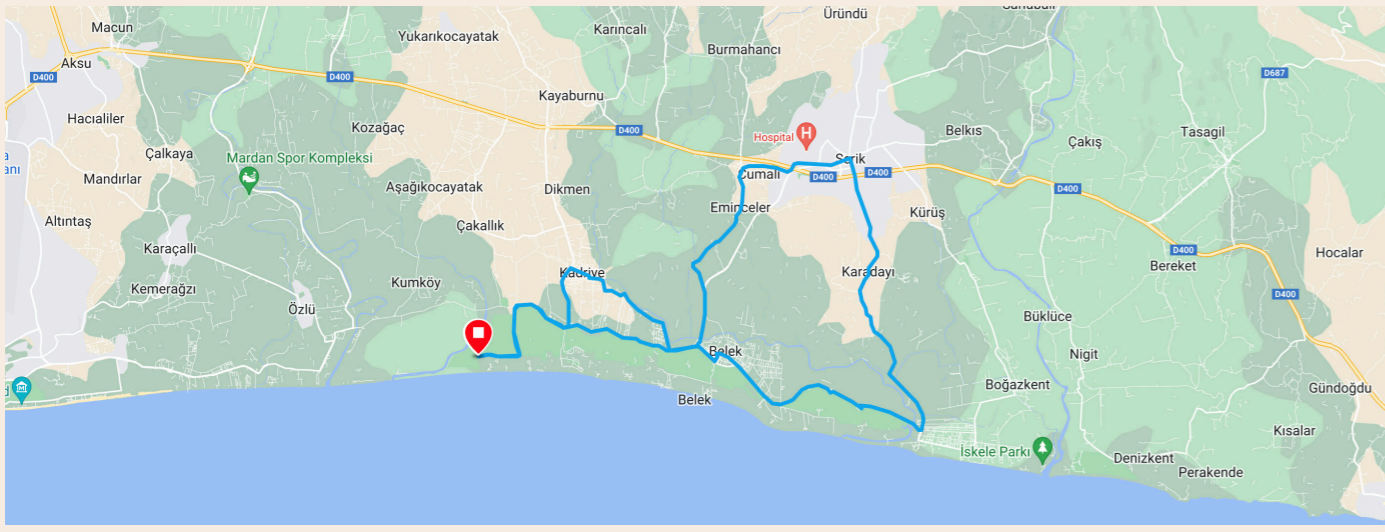 Macun
Aksu
D400
Hacıaliler
Çalkaya
Mandırlar
Altıntaş
Karaçallı
Kemerağzı
Özlü
Mardan Spor Kompleksi
D400
Yukarıkocayatak
Kozağaç
Aşağıkocayatak
Çakallık
Kumköy
Karıncalı
Kayaburnu
D400
Dikmen
Kadriye
Burmahancı
Üründü
Hospital
H
Serik
Cumalı
D400
D400
Eminceler
Karadayı
Kürüş
Belkıs
Belek
Belek
D687
Çakış
Tasagil
D400
D400
Bereket
Hocalar
D400
Büklüce
Nigit
Boğazkent
Gündoğdu
Kısalar
İskele Parkı
Denizkent
Perakende